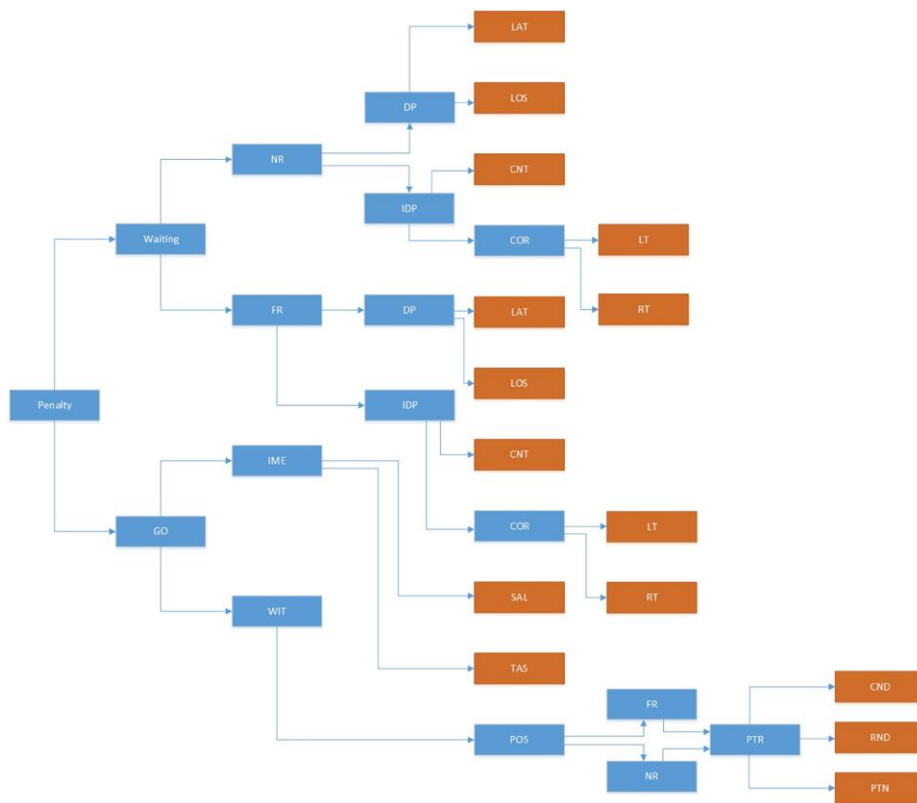 LAT
DP
LOS
NR
CNT
IDP
Waiting
COR
LT
FR
DP
LAT
RT
LOS
Penalty
IDP
IME
CNT
GO
COR
LT
WIT
SAL
RT
TAS
CND
FR
POS
PTR
RND
NR
PTN